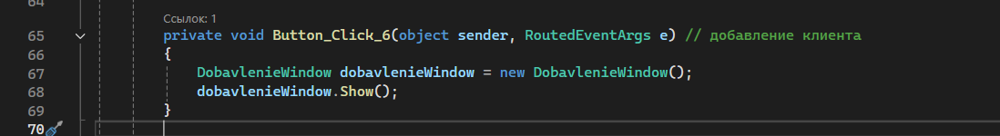 64
Ссылок: 1
65 private void Button_Click_6(object sender, RoutedEventArgs e) // добавление клиента
66 {
67 DobavlenieWindow dobavlenieWindow = new DobavlenieWindow();
68 dobavlenieWindow.Show();
69 }
70